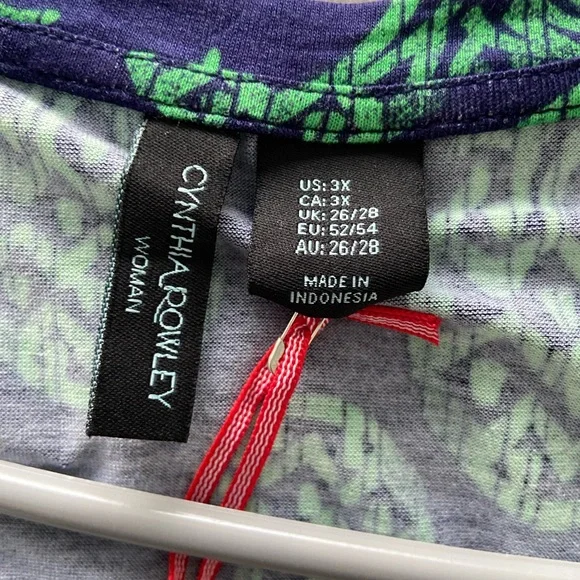 CYNTHIA ROWLEY
WOMAN
US: 3X
CA: 3X
UK: 26/28
EU: 52/54
AU: 26/28
MADE IN
INDONESIA